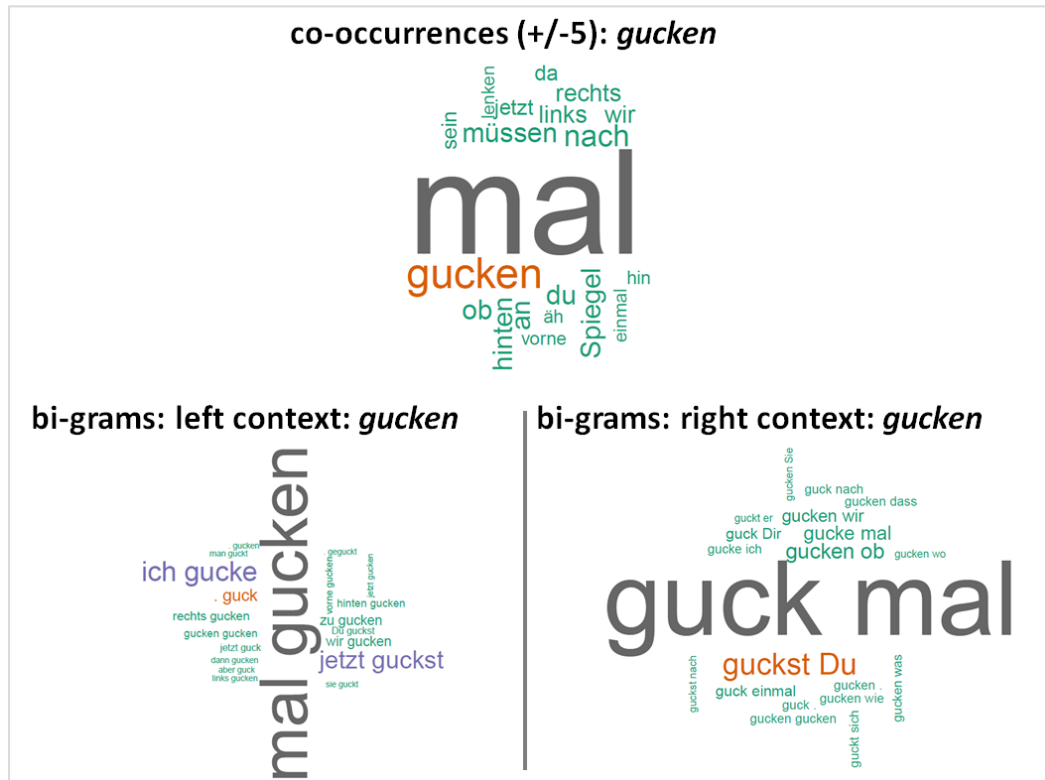 co-occurrences (+/-5): gucken
da
lenken
rechts
jetzt
links
wir
sein
müssen
nach
mal
gucken
hin
Spiegel
einmal
du
ob
an
äh
hinten
vorne
bi-grams: left context: gucken
mal gucken
. gucken
man guckt
ich gucke
. guck
rechts gucken
gucken gucken
jetzt guck
dann gucken
aber guck
links gucken
. geguckt
vorne gucken
jetzt gucken
hinten gucken
zu gucken
Du guckst
wir gucken
jetzt guckst
sie guckt
bi-grams: right context: gucken
gucken Sie
guck nach
gucken dass
guckt er
gucken wir
guck Dir
gucke mal
gucke ich
gucken ob
gucken wo
guck mal
guckst Du
guckst nach
guck einmal
gucken .
gucken was
guck .
gucken wie
gucken gucken
guckt sich